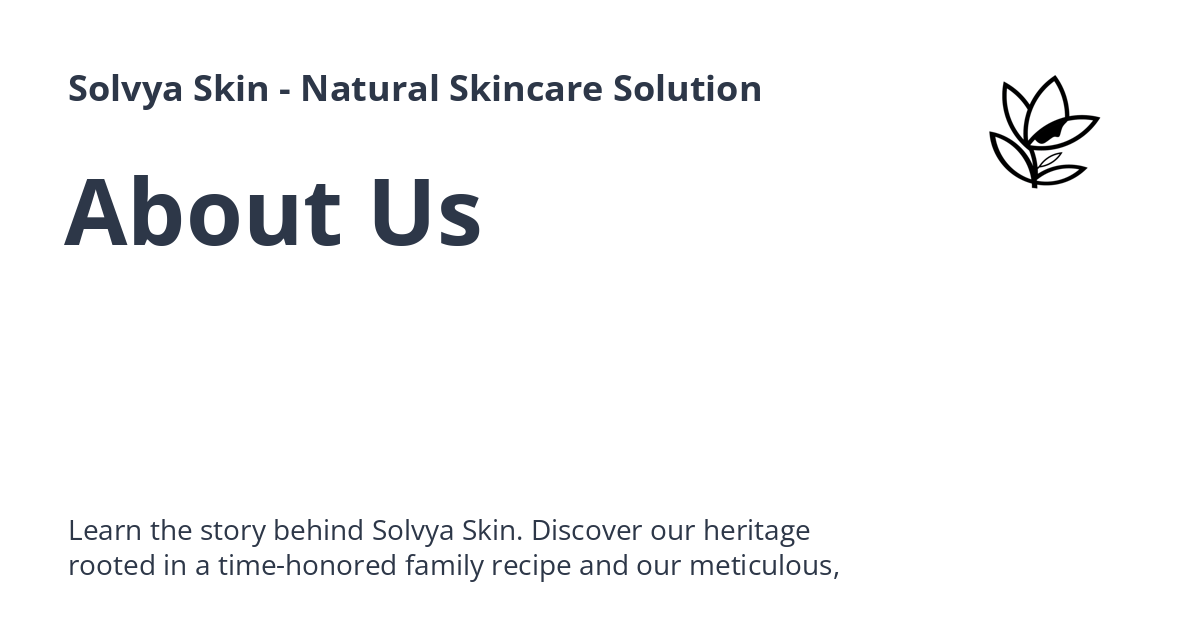 Solvya Skin - Natural Skincare Solution
About Us
Learn the story behind Solvya Skin. Discover our heritage
rooted in a time-honored family recipe and our meticulous,